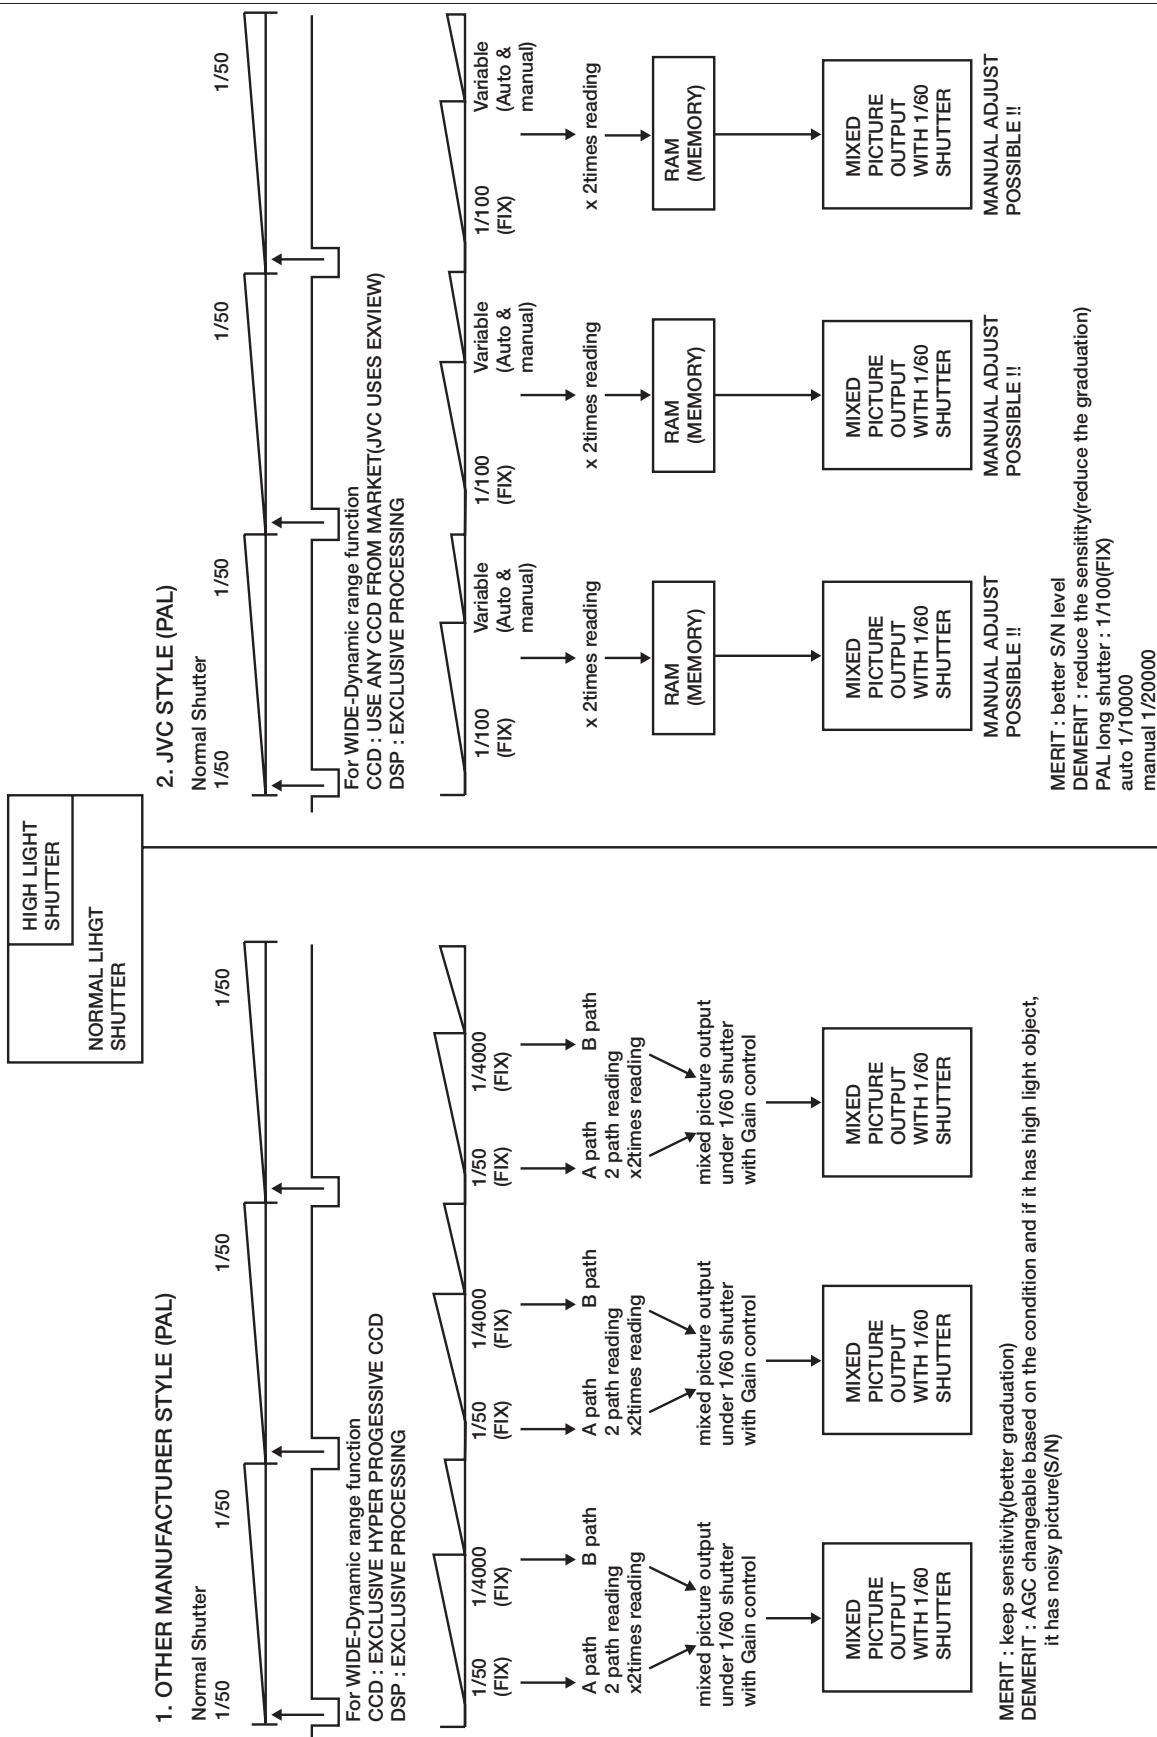 HIGH LIGHT
SHUTTER
NORMAL LIHGT
SHUTTER
1. OTHER MANUFACTURER STYLE (PAL)
Normal Shutter
1/50
1/50
1/50
1/50
For WIDE-Dynamic range function
CCD : EXCLUSIVE HYPER PROGESSIVE CCD
DSP : EXCLUSIVE PROCESSING
1/50
(FIX)
1/4000
(FIX)
1/50
(FIX)
1/4000
(FIX)
1/50
(FIX)
1/4000
(FIX)
A path
2 path reading
x2times reading
B path
A path
2 path reading
x2times reading
B path
A path
2 path reading
x2times reading
B path
mixed picture output
under 1/60 shutter
with Gain control
mixed picture output
under 1/60 shutter
with Gain control
mixed picture output
under 1/60 shutter
with Gain control
MIXED
PICTURE
OUTPUT
WITH 1/60
SHUTTER
MIXED
PICTURE
OUTPUT
WITH 1/60
SHUTTER
MIXED
PICTURE
OUTPUT
WITH 1/60
SHUTTER
MERIT : keep sensitivity(better graduation)
DEMERIT : AGC changeable based on the condition and if it has high light object,
it has noisy picture(S/N)
2. JVC STYLE (PAL)
Normal Shutter
1/50
1/50
1/50
1/50
For WIDE-Dynamic range function
CCD : USE ANY CCD FROM MARKET(JVC USES EXVIEW)
DSP : EXCLUSIVE PROCESSING
1/100
(FIX)
Variable
(Auto &
manual)
1/100
(FIX)
Variable
(Auto &
manual)
1/100
(FIX)
Variable
(Auto &
manual)
x 2times reading
x 2times reading
x 2times reading
RAM
(MEMORY)
RAM
(MEMORY)
RAM
(MEMORY)
MIXED
PICTURE
OUTPUT
WITH 1/60
SHUTTER
MIXED
PICTURE
OUTPUT
WITH 1/60
SHUTTER
MIXED
PICTURE
OUTPUT
WITH 1/60
SHUTTER
MANUAL ADJUST
POSSIBLE !!
MANUAL ADJUST
POSSIBLE !!
MANUAL ADJUST
POSSIBLE !!
MERIT : better S/N level
DEMERIT : reduce the sensitity(reduce the graduation)
PAL long shutter : 1/100(FIX)
auto 1/10000
manual 1/20000